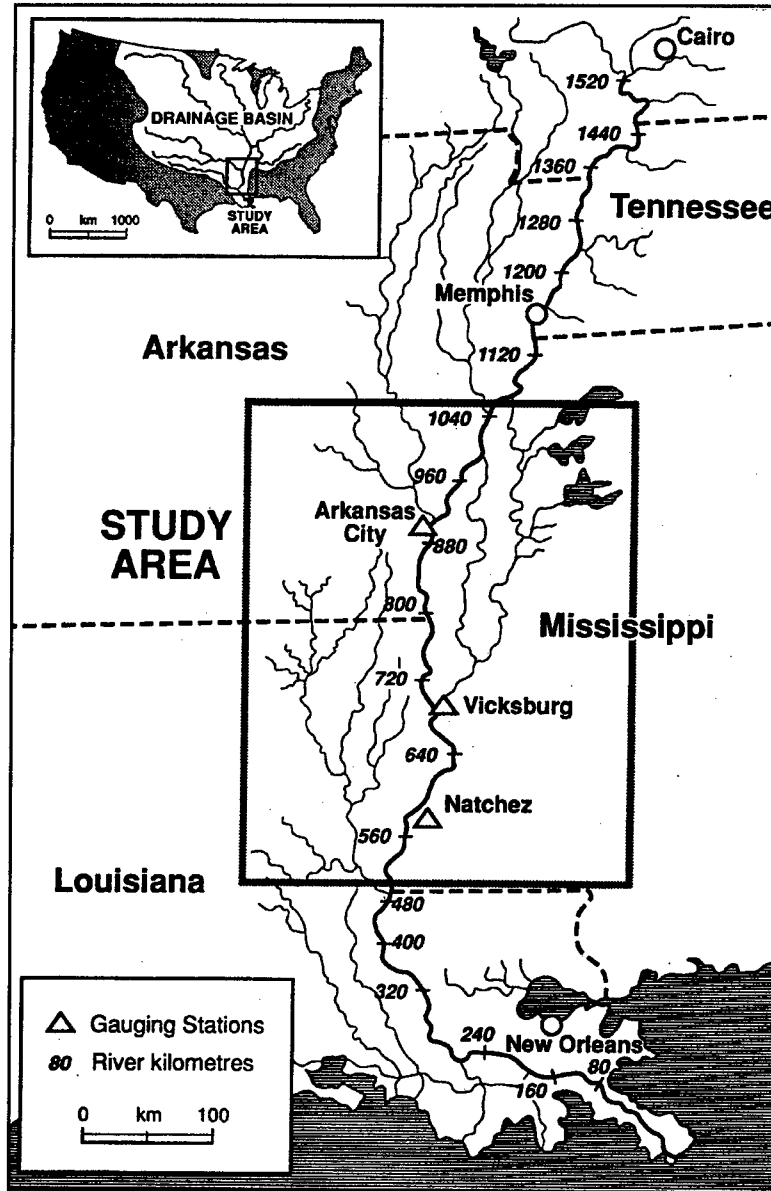 DRAINAGE BASIN
0 km 1000
STUDY
AREA
Cairo
1520
1440
1360
Tennessee
1280
1200
Memphis
Arkansas
1120
1040
960
Arkansas
City
880
STUDY
AREA
800
Mississippi
720
Vicksburg
640
Natchez
560
Louisiana
480
400
320
New Orleans
240
160
80
Gauging Stations
80 River kilometres
0 km 100